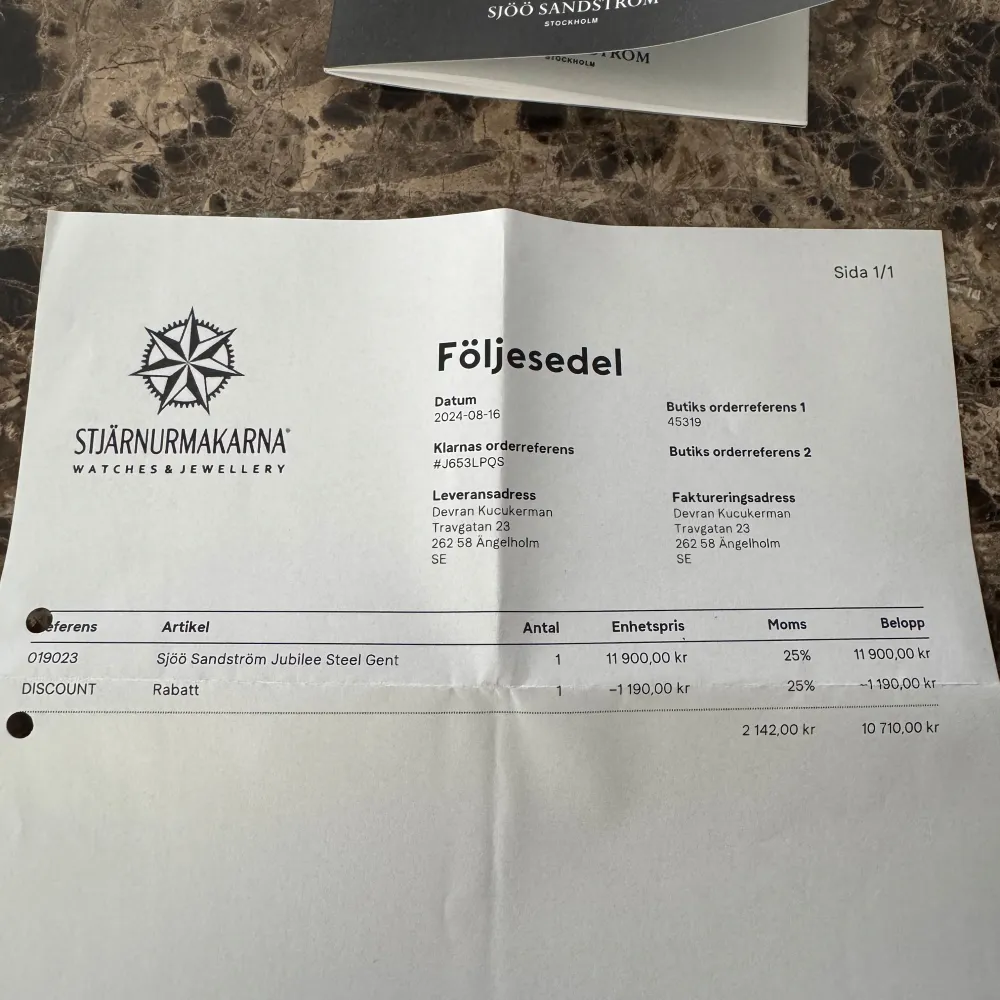 SJÖÖ SANDSTRÖM
STOCKHOLM
STOCKHOLM
Sida 1/1
STJÄRNURMAKARNA®
WATCHES & JEWELLERY
Följesedel
Datum
2024-08-16
Butiks orderreferens 1
45319
Klarnas orderreferens
#J653LPQS
Butiks orderreferens 2
Leveransadress
Devran Kucukerman
Travgatan 23
262 58 Ängelholm
SE
Faktureringsadress
Devran Kucukerman
Travgatan 23
262 58 Ängelholm
SE
eferens Artikel Antal Enhetspris Moms Belopp
019023 Sjöö Sandström Jubilee Steel Gent 1 11 900,00 kr 25% 11 900,00 kr
DISCOUNT Rabatt 1 −1 190,00 kr 25% −1 190,00 kr
2 142,00 kr 10 710,00 kr